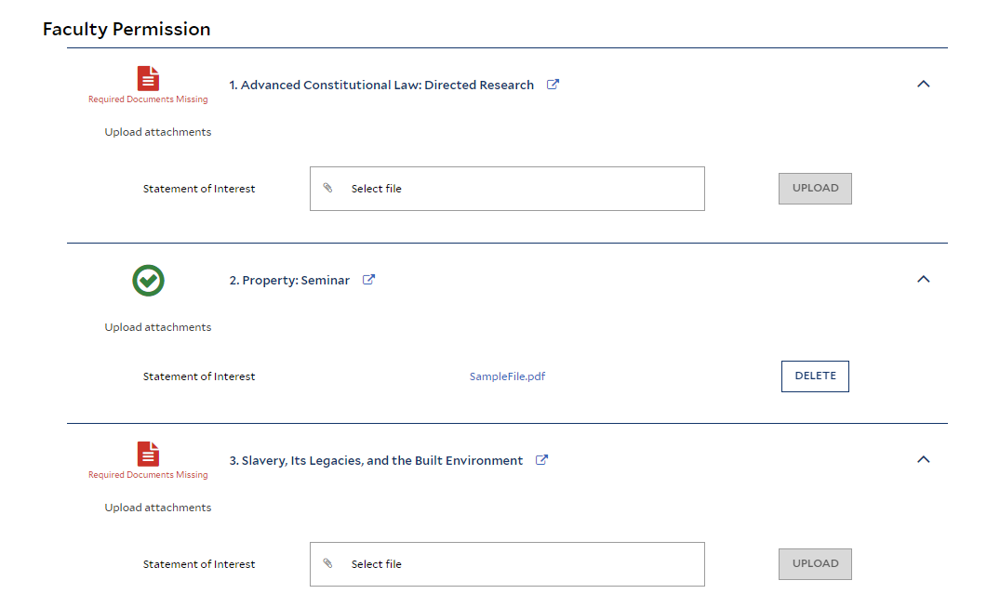 Faculty Permission
1. Advanced Constitutional Law: Directed Research
Required Documents Missing
Upload attachments
Statement of Interest Select file UPLOAD
2. Property: Seminar
Upload attachments
Statement of Interest SampleFile.pdf DELETE
3. Slavery, Its Legacies, and the Built Environment
Required Documents Missing
Upload attachments
Statement of Interest Select file UPLOAD